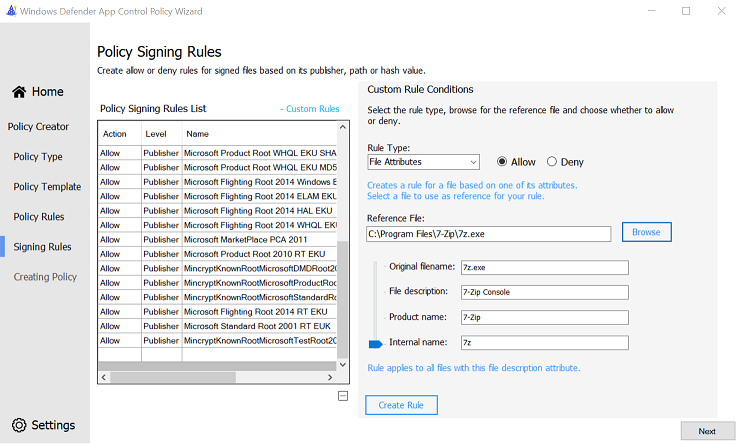 Windows Defender App Control Policy Wizard
Policy Signing Rules
Create allow or deny rules for signed files based on its publisher, path or hash value.
Home
Policy Creator
Policy Type
Policy Template
Policy Rules
Signing Rules
Creating Policy
Settings
Policy Signing Rules List
- Custom Rules
Action Level Name
Allow Publisher Microsoft Product Root WHQL EKU SHA
Allow Publisher Microsoft Product Root WHQL EKU MD5
Allow Publisher Microsoft Flighting Root 2014 Windows E
Allow Publisher Microsoft Flighting Root 2014 ELAM EKU
Allow Publisher Microsoft Flighting Root 2014 HAL EKU
Allow Publisher Microsoft Flighting Root 2014 WHQL EKU
Allow Publisher Microsoft MarketPlace PCA 2011
Allow Publisher Microsoft Product Root 2010 RT EKU
Allow Publisher MincryptKnownRootMicrosoftDMDRoot20
Allow Publisher MincryptKnownRootMicrosoftProductRoo
Allow Publisher MincryptKnownRootMicrosoftStandardRo
Allow Publisher Microsoft Flighting Root 2014 RT EKU
Allow Publisher Microsoft Standard Root 2001 RT EUK
Allow Publisher MincryptKnownRootMicrosoftTestRoot20
Custom Rule Conditions
Select the rule type, browse for the reference file and choose whether to allow
or deny.
Rule Type:
File Attributes
Allow
Deny
Creates a rule for a file based on one of its attributes.
Select a file to use as reference for your rule.
Reference File:
C:\Program Files\7-Zip\7z.exe
Browse
Original filename: 7z.exe
File description: 7-Zip Console
Product name: 7-Zip
Internal name: 7z
Rule applies to all files with this file description attribute.
Create Rule
Next